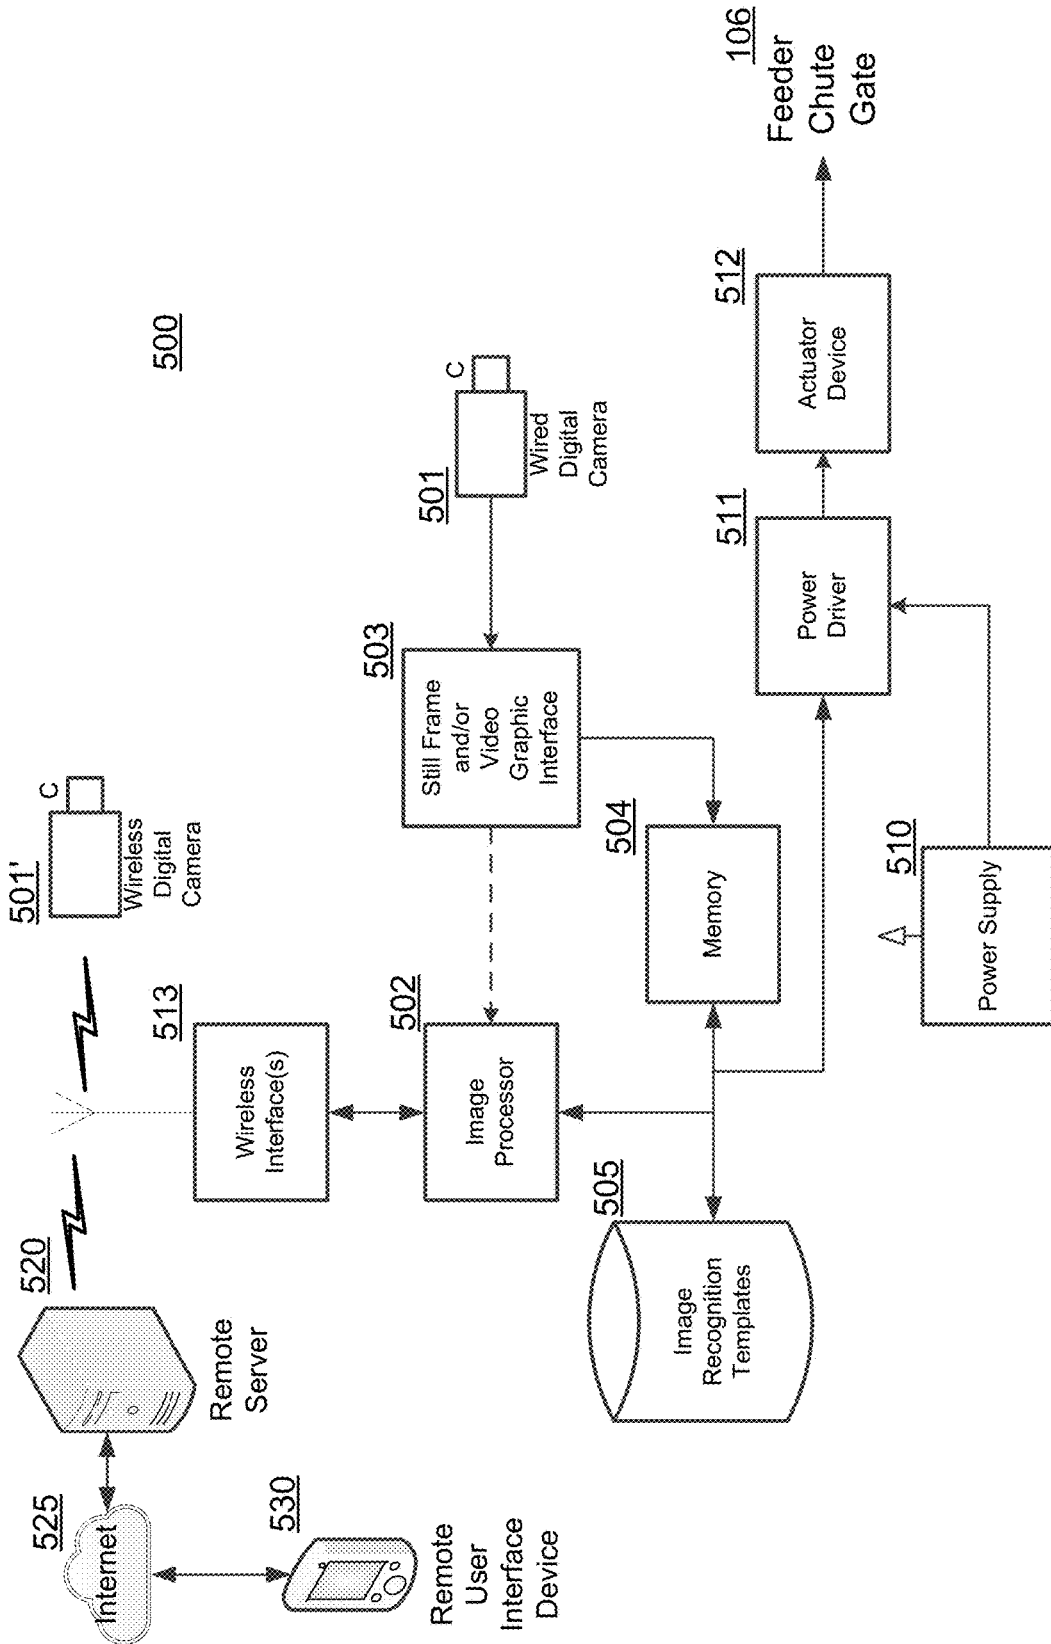 500
525
Internet
520
Remote
Server
530
Remote
User
Interface
Device
501'
C
Wireless
Digital
Camera
513
Wireless
Interface(s)
502
Image
Processor
503
Still Frame
and/or
Video
Graphic
Interface
501
C
Wired
Digital
Camera
505
Image
Recognition
Templates
504
Memory
510
Power Supply
511
Power
Driver
512
Actuator
Device
106
Feeder
Chute
Gate